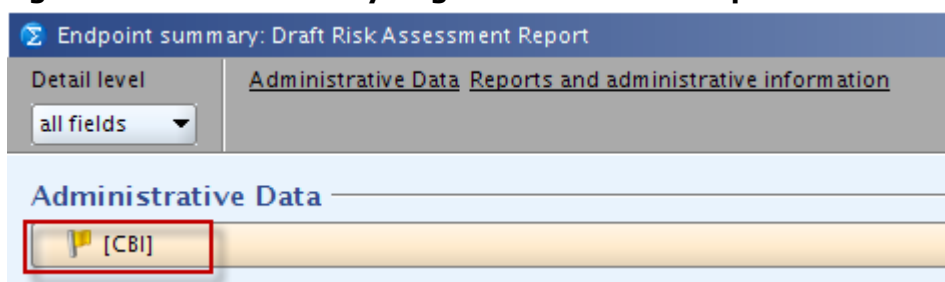 Endpoint summary: Draft Risk Assessment Report
Detail level
Administrative Data Reports and administrative information
all fields
Administrative Data
[CBI]